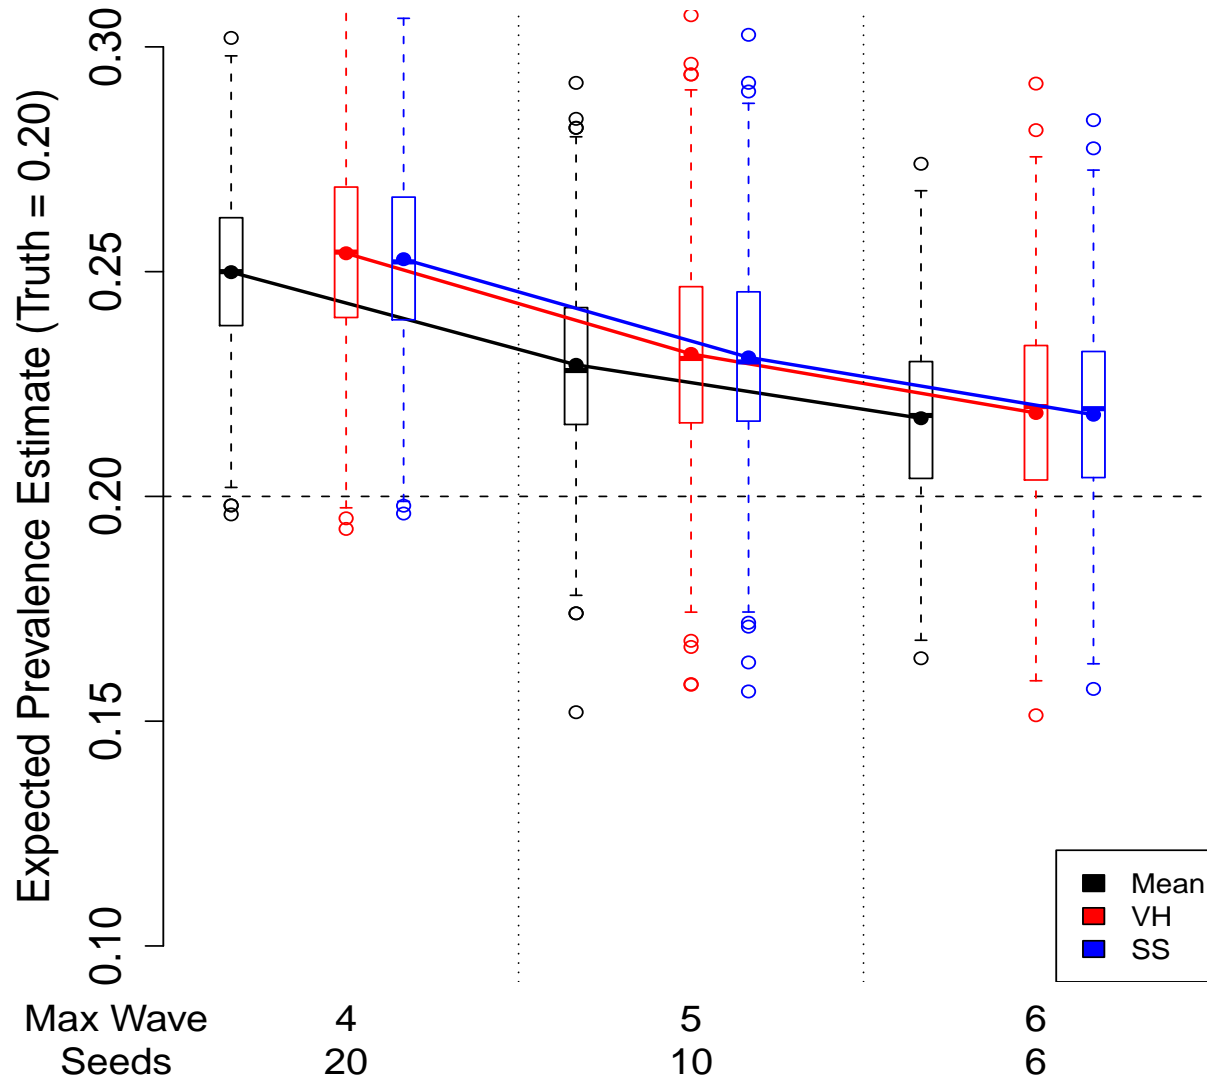 Expected Prevalence Estimate (Truth = 0.20)
0.30
0.25
0.20
0.15
0.10
Mean
VH
SS
Max Wave 4 5 6
Seeds 20 10 6